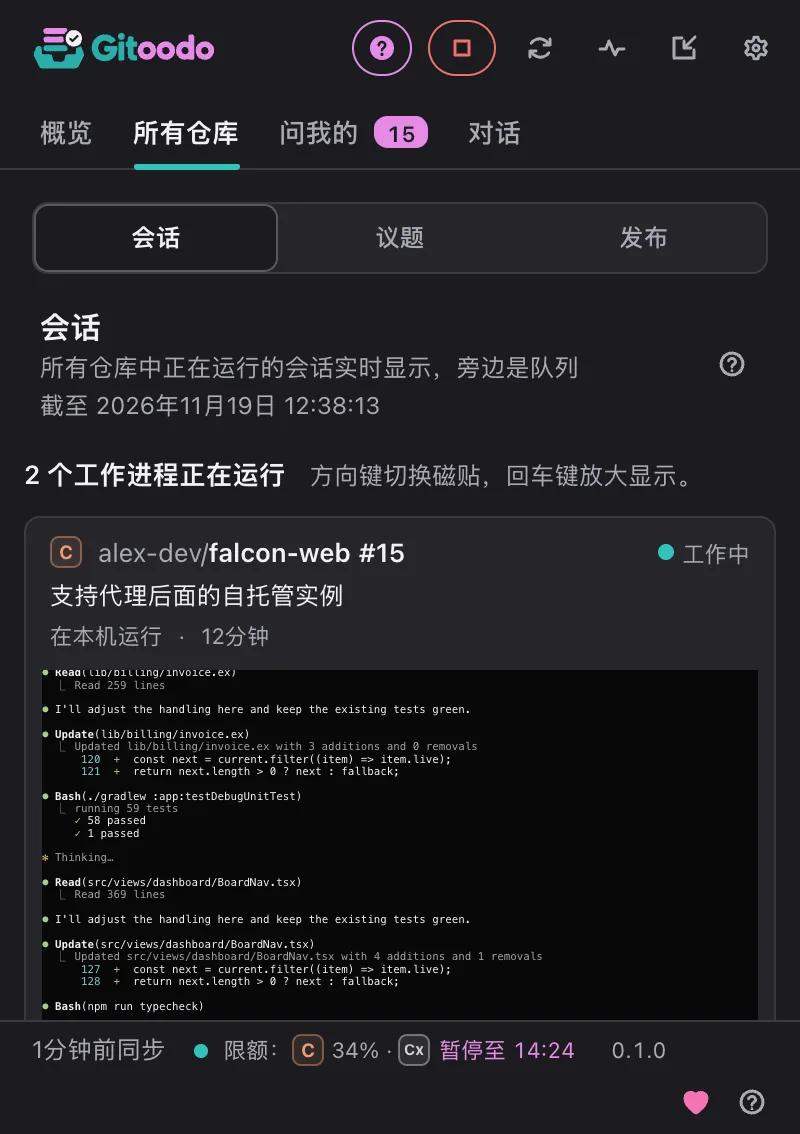 Gitoodo
概览 所有仓库 问我的 15 对话
会话 议题 发布
会话
所有仓库中正在运行的会话实时显示，旁边是队列
截至 2026年11月19日 12:38:13
2 个工作进程正在运行 方向键切换磁贴，回车键放大显示。
C alex-dev/falcon-web #15 工作中
支持代理后面的自托管实例
在本机运行 · 12分钟
● Read(lib/billing/invoice.ex)
⎿ Read 259 lines
● I'll adjust the handling here and keep the existing tests green.
● Update(lib/billing/invoice.ex)
⎿ Updated lib/billing/invoice.ex with 3 additions and 0 removals
120 + const next = current.filter((item) => item.live);
121 + return next.length > 0 ? next : fallback;
● Bash(./gradlew :app:testDebugUnitTest)
⎿ running 59 tests
✓ 58 passed
✓ 1 passed
✻ Thinking…
● Read(src/views/dashboard/BoardNav.tsx)
⎿ Read 369 lines
● I'll adjust the handling here and keep the existing tests green.
● Update(src/views/dashboard/BoardNav.tsx)
⎿ Updated src/views/dashboard/BoardNav.tsx with 4 additions and 1 removals
127 + const next = current.filter((item) => item.live);
128 + return next.length > 0 ? next : fallback;
● Bash(npm run typecheck)
1分钟前同步 限额： C 34% · Cx 暂停至 14:24 0.1.0